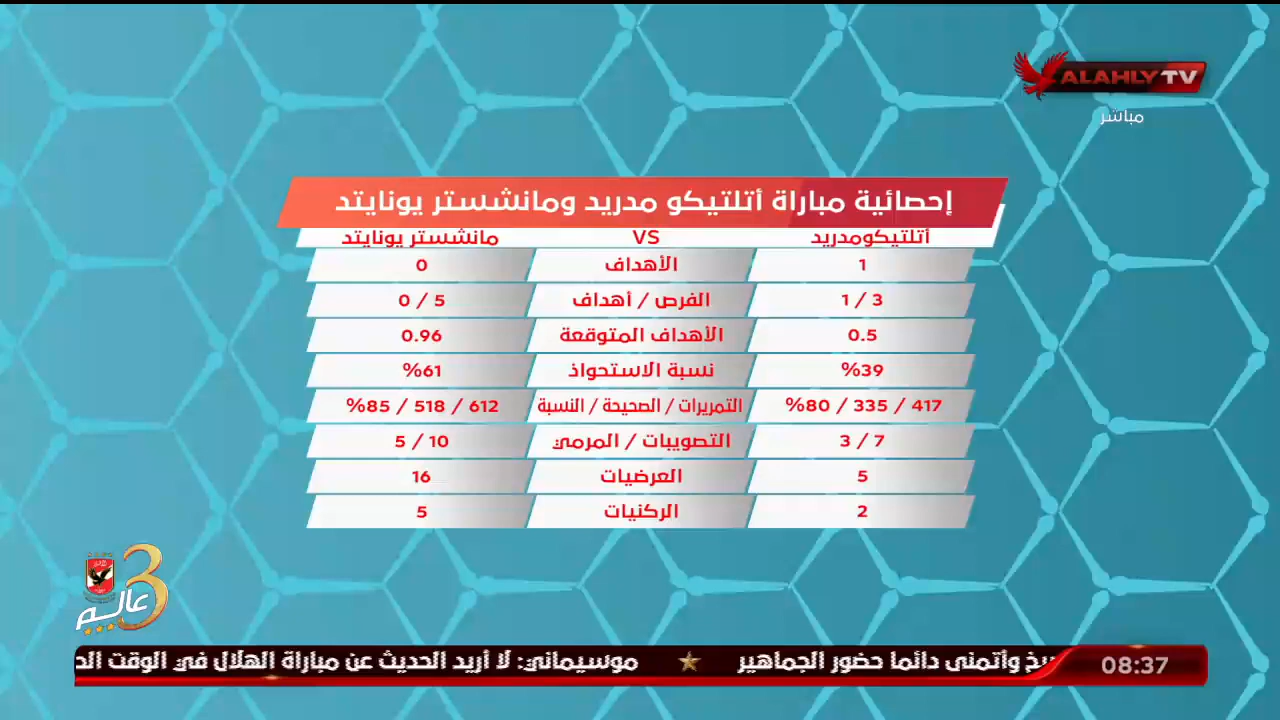 ALAHLY TV
مباشر
إحصائية مباراة أتلتيكو مدريد ومانشستر يونايتد
أتلتيكومدريد VS مانشستر يونايتد
1 الأهداف 0
3 / 1 الفرص / أهداف 5 / 0
0.5 الأهداف المتوقعة 0.96
%39 نسبة الاستحواذ %61
417 / 335 / %80 التمريرات / الصحيحة / النسبة 612 / 518 / %85
7 / 3 التصويبات / المرمي 10 / 5
5 العرضيات 16
2 الركنيات 5
3 عالم
08:37 وأتمنى دائما حضور الجماهير ★ موسيماني: لا أريد الحديث عن مباراة الهلال في الوقت